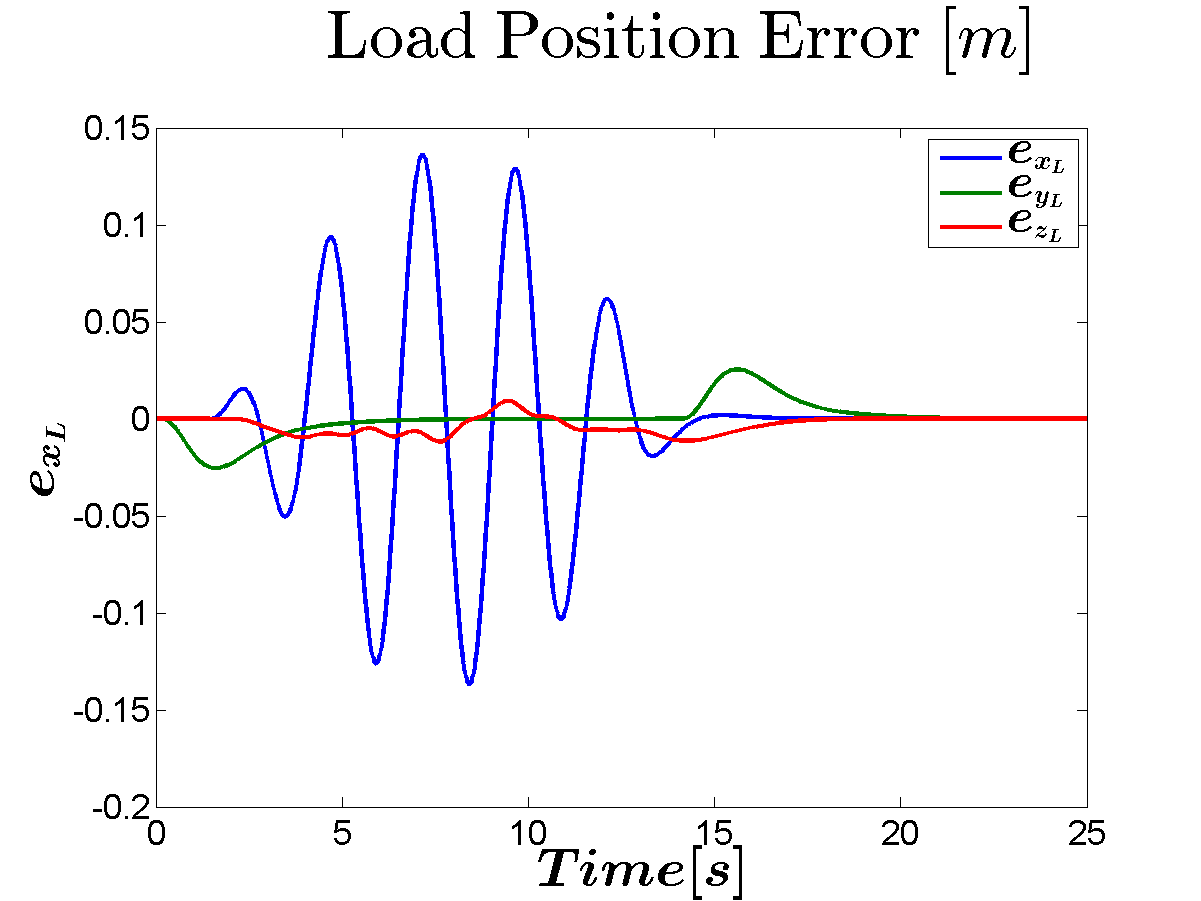 Load Position Error [m]
0.15
0.1
0.05
0
-0.05
-0.1
-0.15
-0.2
e_{x_L}
e_{x_L}
e_{y_L}
e_{z_L}
0 5 10 15 20 25
Time[s]